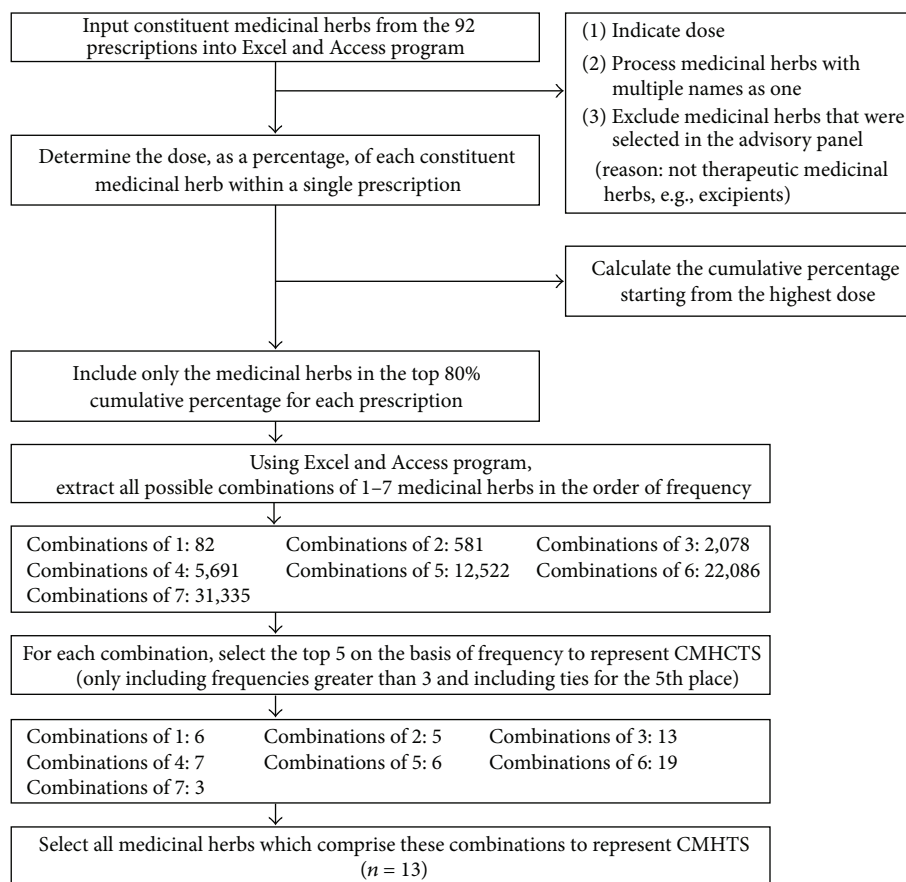 Input constituent medicinal herbs from the 92
prescriptions into Excel and Access program
(1) Indicate dose
(2) Process medicinal herbs with
multiple names as one
(3) Exclude medicinal herbs that were
selected in the advisory panel
(reason: not therapeutic medicinal
herbs, e.g., excipients)
Determine the dose, as a percentage, of each constituent
medicinal herb within a single prescription
Calculate the cumulative percentage
starting from the highest dose
Include only the medicinal herbs in the top 80%
cumulative percentage for each prescription
Using Excel and Access program,
extract all possible combinations of 1–7 medicinal herbs in the order of frequency
Combinations of 1: 82 Combinations of 2: 581 Combinations of 3: 2,078
Combinations of 4: 5,691 Combinations of 5: 12,522 Combinations of 6: 22,086
Combinations of 7: 31,335
For each combination, select the top 5 on the basis of frequency to represent CMHCTS
(only including frequencies greater than 3 and including ties for the 5th place)
Combinations of 1: 6 Combinations of 2: 5 Combinations of 3: 13
Combinations of 4: 7 Combinations of 5: 6 Combinations of 6: 19
Combinations of 7: 3
Select all medicinal herbs which comprise these combinations to represent CMHTS
(n = 13)